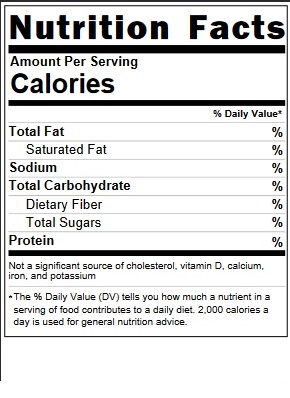 Nutrition Facts
Amount Per Serving
Calories
% Daily Value*
Total Fat %
Saturated Fat %
Sodium %
Total Carbohydrate %
Dietary Fiber %
Total Sugars %
Protein %
Not a significant source of cholesterol, vitamin D, calcium,
iron, and potassium
*The % Daily Value (DV) tells you how much a nutrient in a
serving of food contributes to a daily diet. 2,000 calories a
day is used for general nutrition advice.